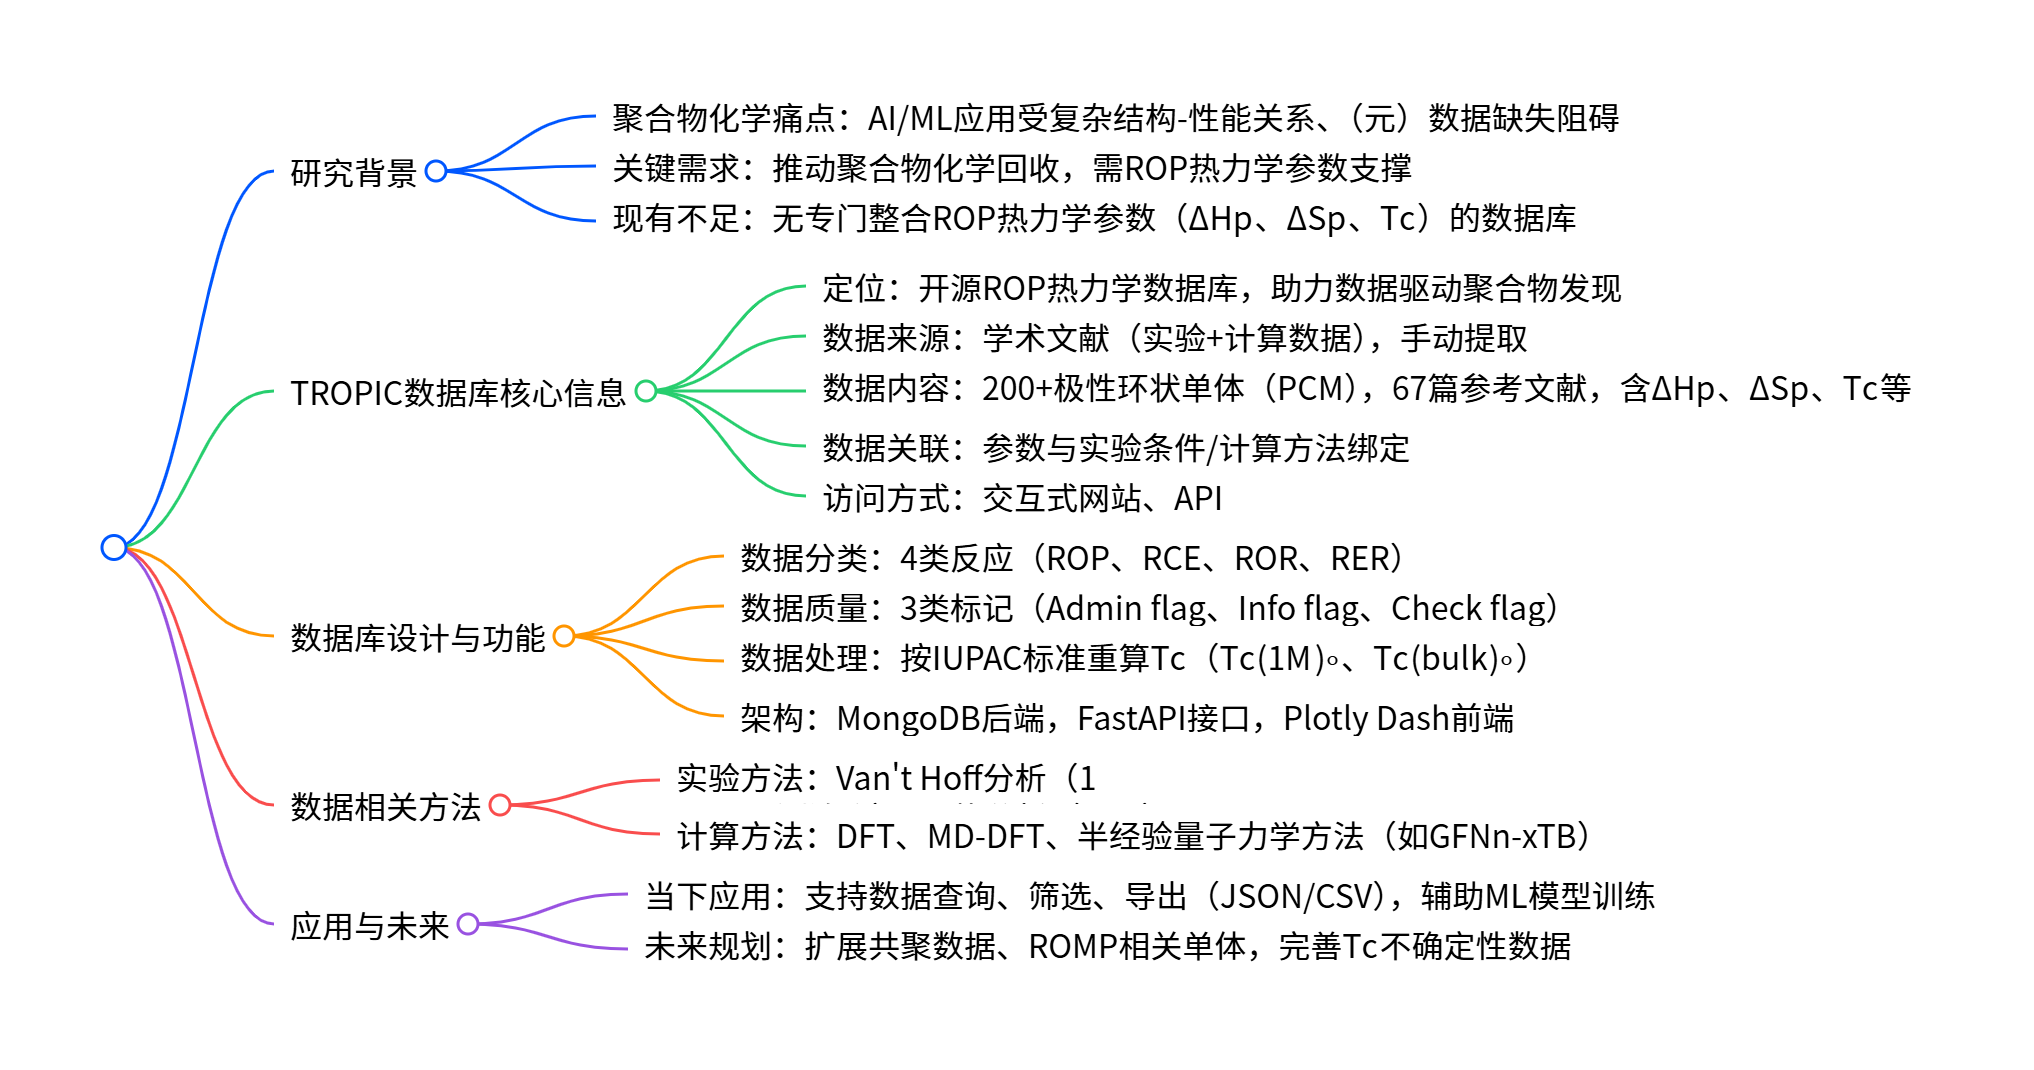 研究背景
聚合物化学痛点：AI/ML应用受复杂结构-性能关系、（元）数据缺失阻碍
关键需求：推动聚合物化学回收，需ROP热力学参数支撑
现有不足：无专门整合ROP热力学参数（ΔHp、ΔSp、Tc）的数据库
TROPIC数据库核心信息
定位：开源ROP热力学数据库，助力数据驱动聚合物发现
数据来源：学术文献（实验+计算数据），手动提取
数据内容：200+极性环状单体（PCM），67篇参考文献，含ΔHp、ΔSp、Tc等
数据关联：参数与实验条件/计算方法绑定
访问方式：交互式网站、API
数据库设计与功能
数据分类：4类反应（ROP、RCE、ROR、RER）
数据质量：3类标记（Admin flag、Info flag、Check flag）
数据处理：按IUPAC标准重算Tc（Tc(1M)∘、Tc(bulk)∘）
架构：MongoDB后端，FastAPI接口，Plotly Dash前端
数据相关方法
实验方法：Van't Hoff分析（1
计算方法：DFT、MD-DFT、半经验量子力学方法（如GFNn-xTB）
应用与未来
当下应用：支持数据查询、筛选、导出（JSON/CSV），辅助ML模型训练
未来规划：扩展共聚数据、ROMP相关单体，完善Tc不确定性数据